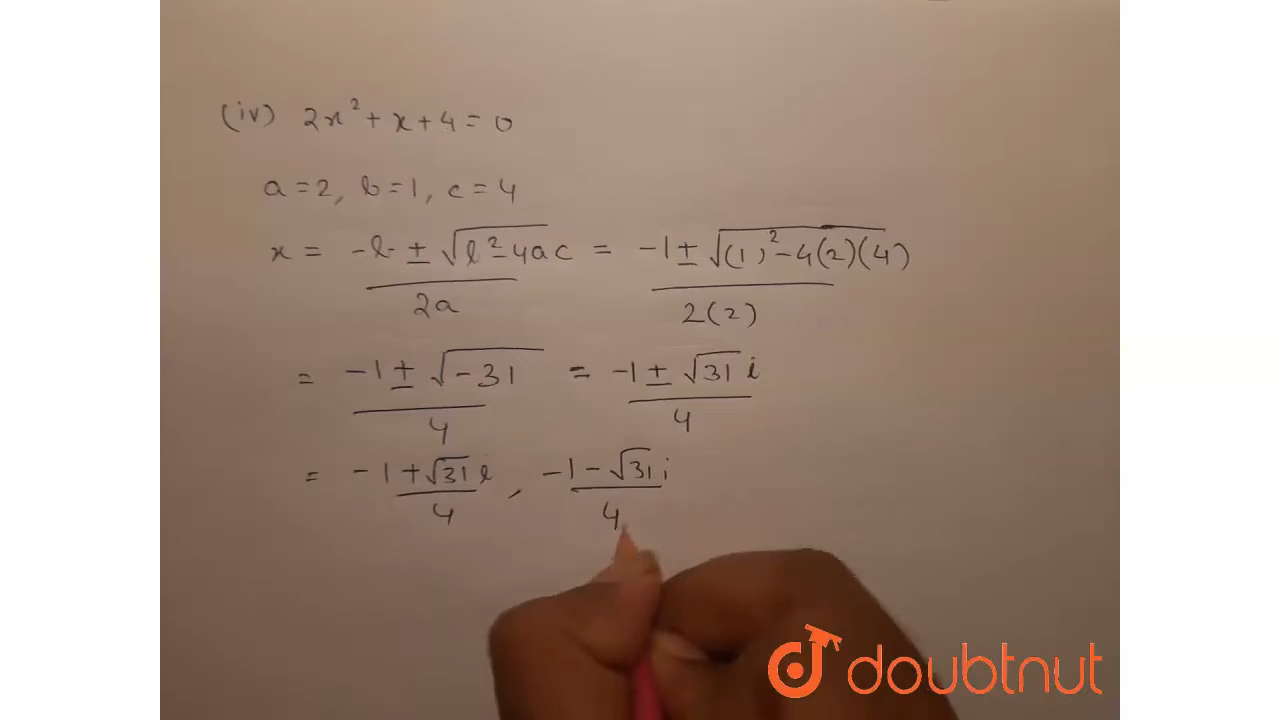 (iv) 2x² + x + 4 = 0
a = 2, b = 1, c = 4
x = (-b ± √(b² - 4ac))/2a = (-1 ± √((1)² - 4(2)(4)))/2(2)
= (-1 ± √-31)/4 = (-1 ± √31 i)/4
= (-1 + √31 i)/4 , (-1 - √31 i)/4
doubtnut